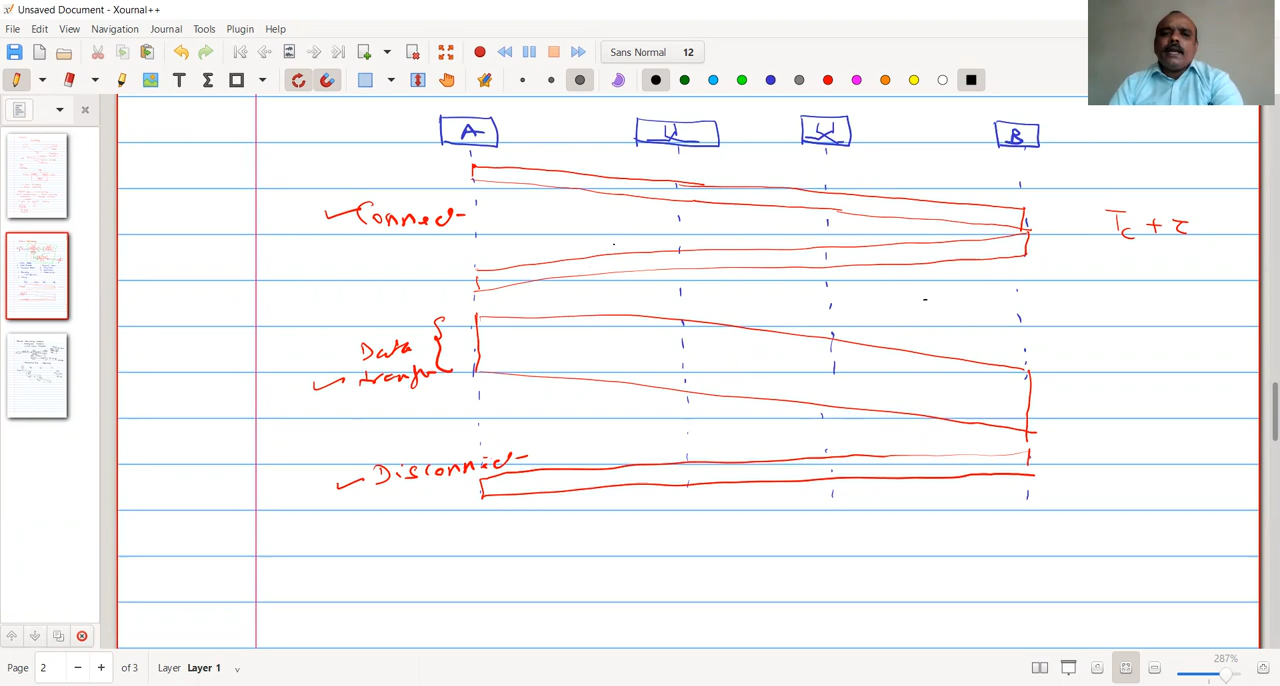 Unsaved Document - Xournal++
File Edit View Navigation Journal Tools Plugin Help
Sans Normal 12
A
B
Connect
Tc + τ
Data
Disconnect
Page 2 of 3 Layer Layer 1
287%